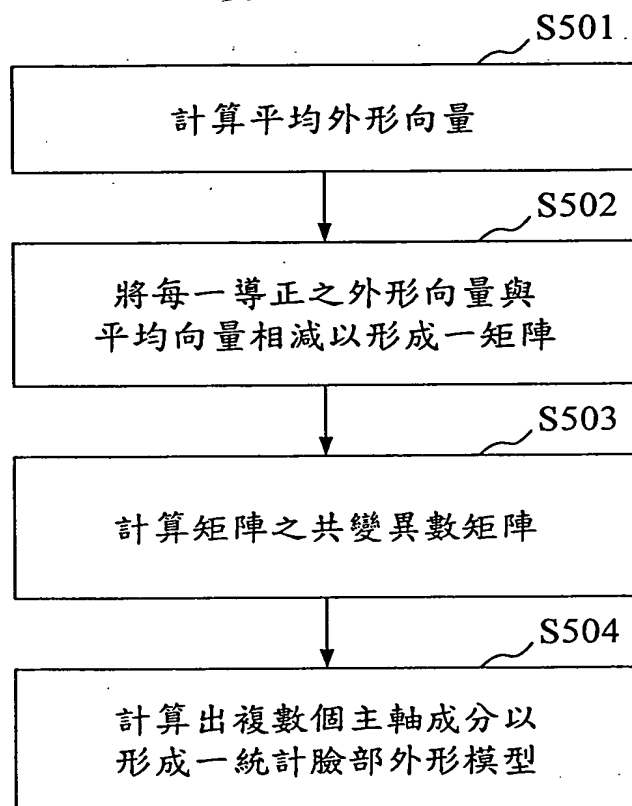 S501
計算平均外形向量
S502
將每一導正之外形向量與
平均向量相減以形成一矩陣
S503
計算矩陣之共變異數矩陣
S504
計算出複數個主軸成分以
形成一統計臉部外形模型